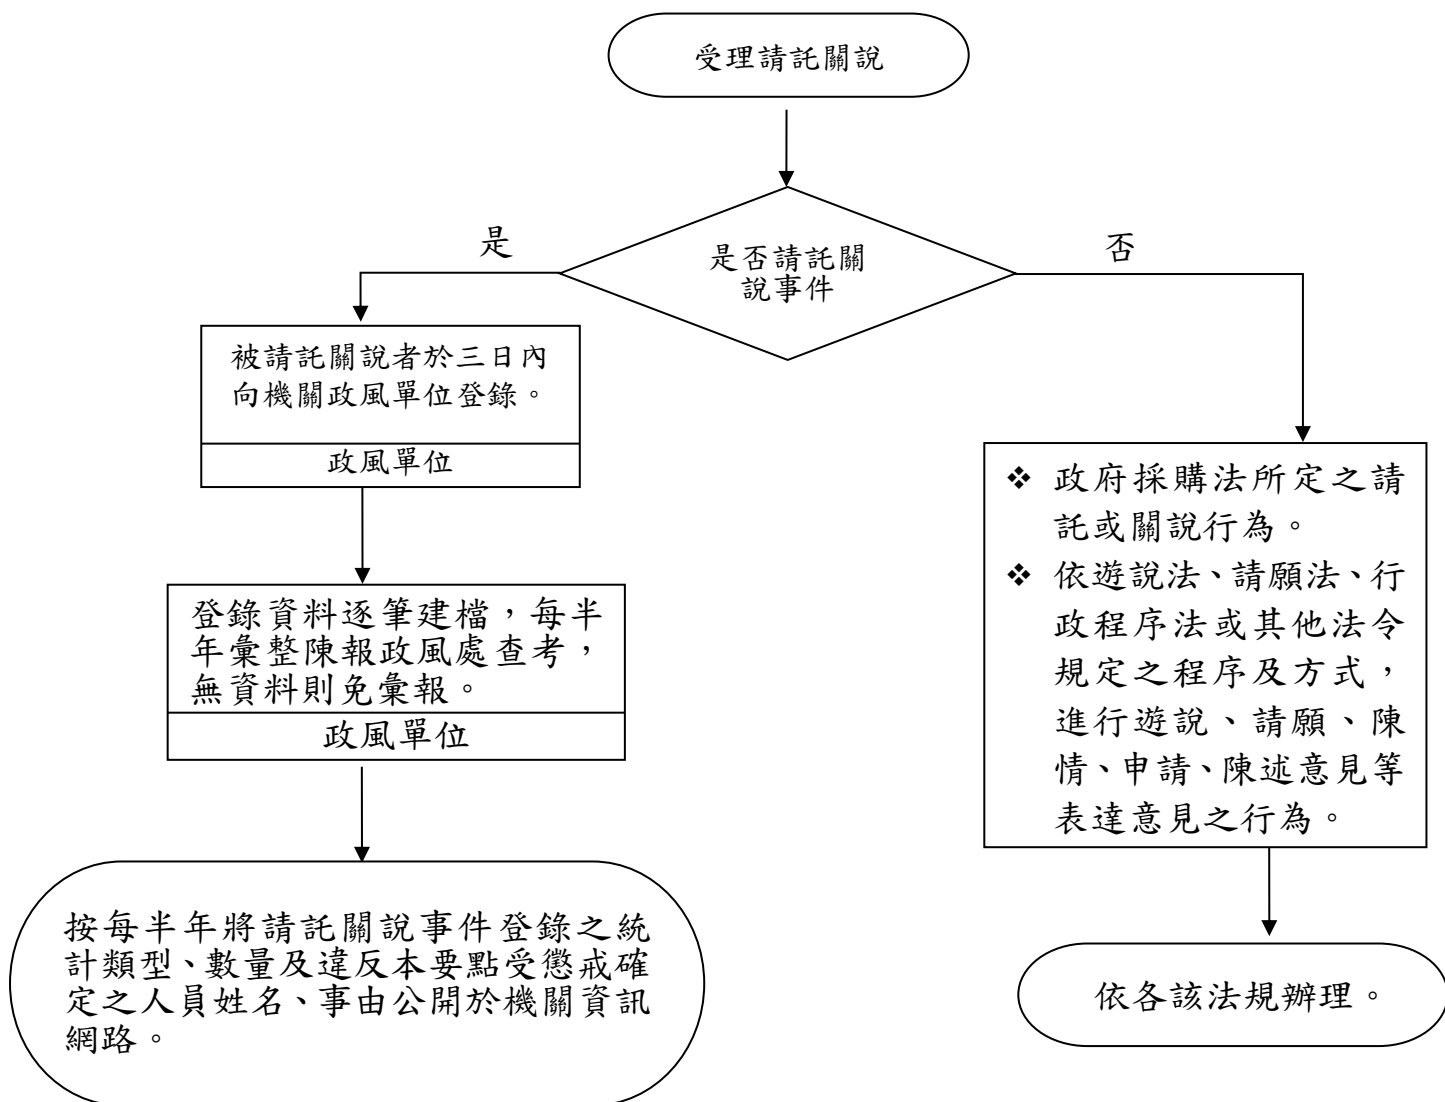 受理請託關說
是否請託關
說事件
是
否
被請託關說者於三日內
向機關政風單位登錄。
政風單位
登錄資料逐筆建檔，每半
年彙整陳報政風處查考，
無資料則免彙報。
政風單位
按每半年將請託關說事件登錄之統
計類型、數量及違反本要點受懲戒確
定之人員姓名、事由公開於機關資訊
網路。
❖ 政府採購法所定之請
託或關說行為。
❖ 依遊說法、請願法、行
政程序法或其他法令
規定之程序及方式，
進行遊說、請願、陳
情、申請、陳述意見等
表達意見之行為。
依各該法規辦理。